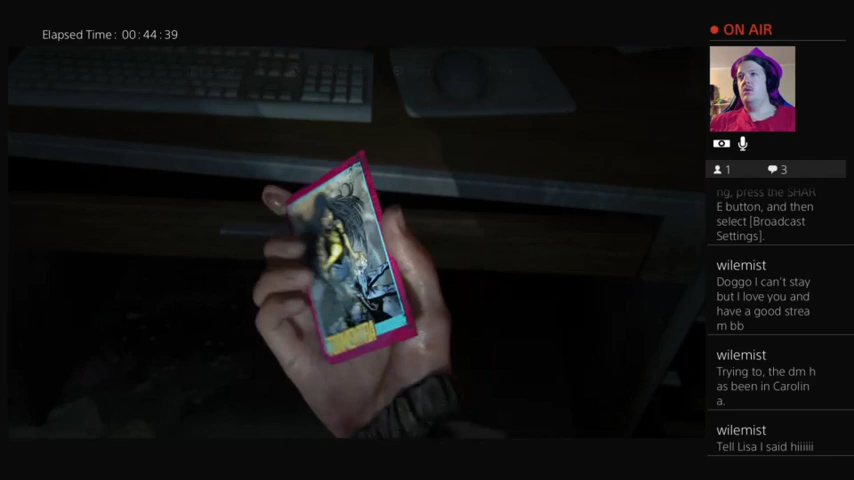 Elapsed Time: 00:44:39
ON AIR
1
3
ng, press the SHAR
E button, and then
select [Broadcast
Settings].
wilemist
Doggo I can't stay
but I love you and
have a good strea
m bb
wilemist
Trying to, the dm h
as been in Carolin
a.
wilemist
Tell Lisa I said hiiiiii